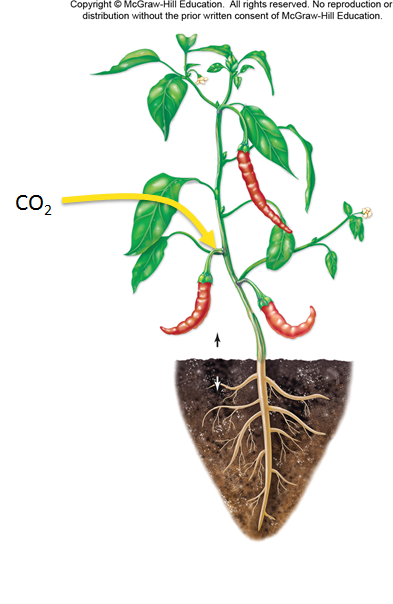 Copyright © McGraw-Hill Education. All rights reserved. No reproduction or
distribution without the prior written consent of McGraw-Hill Education.
CO₂